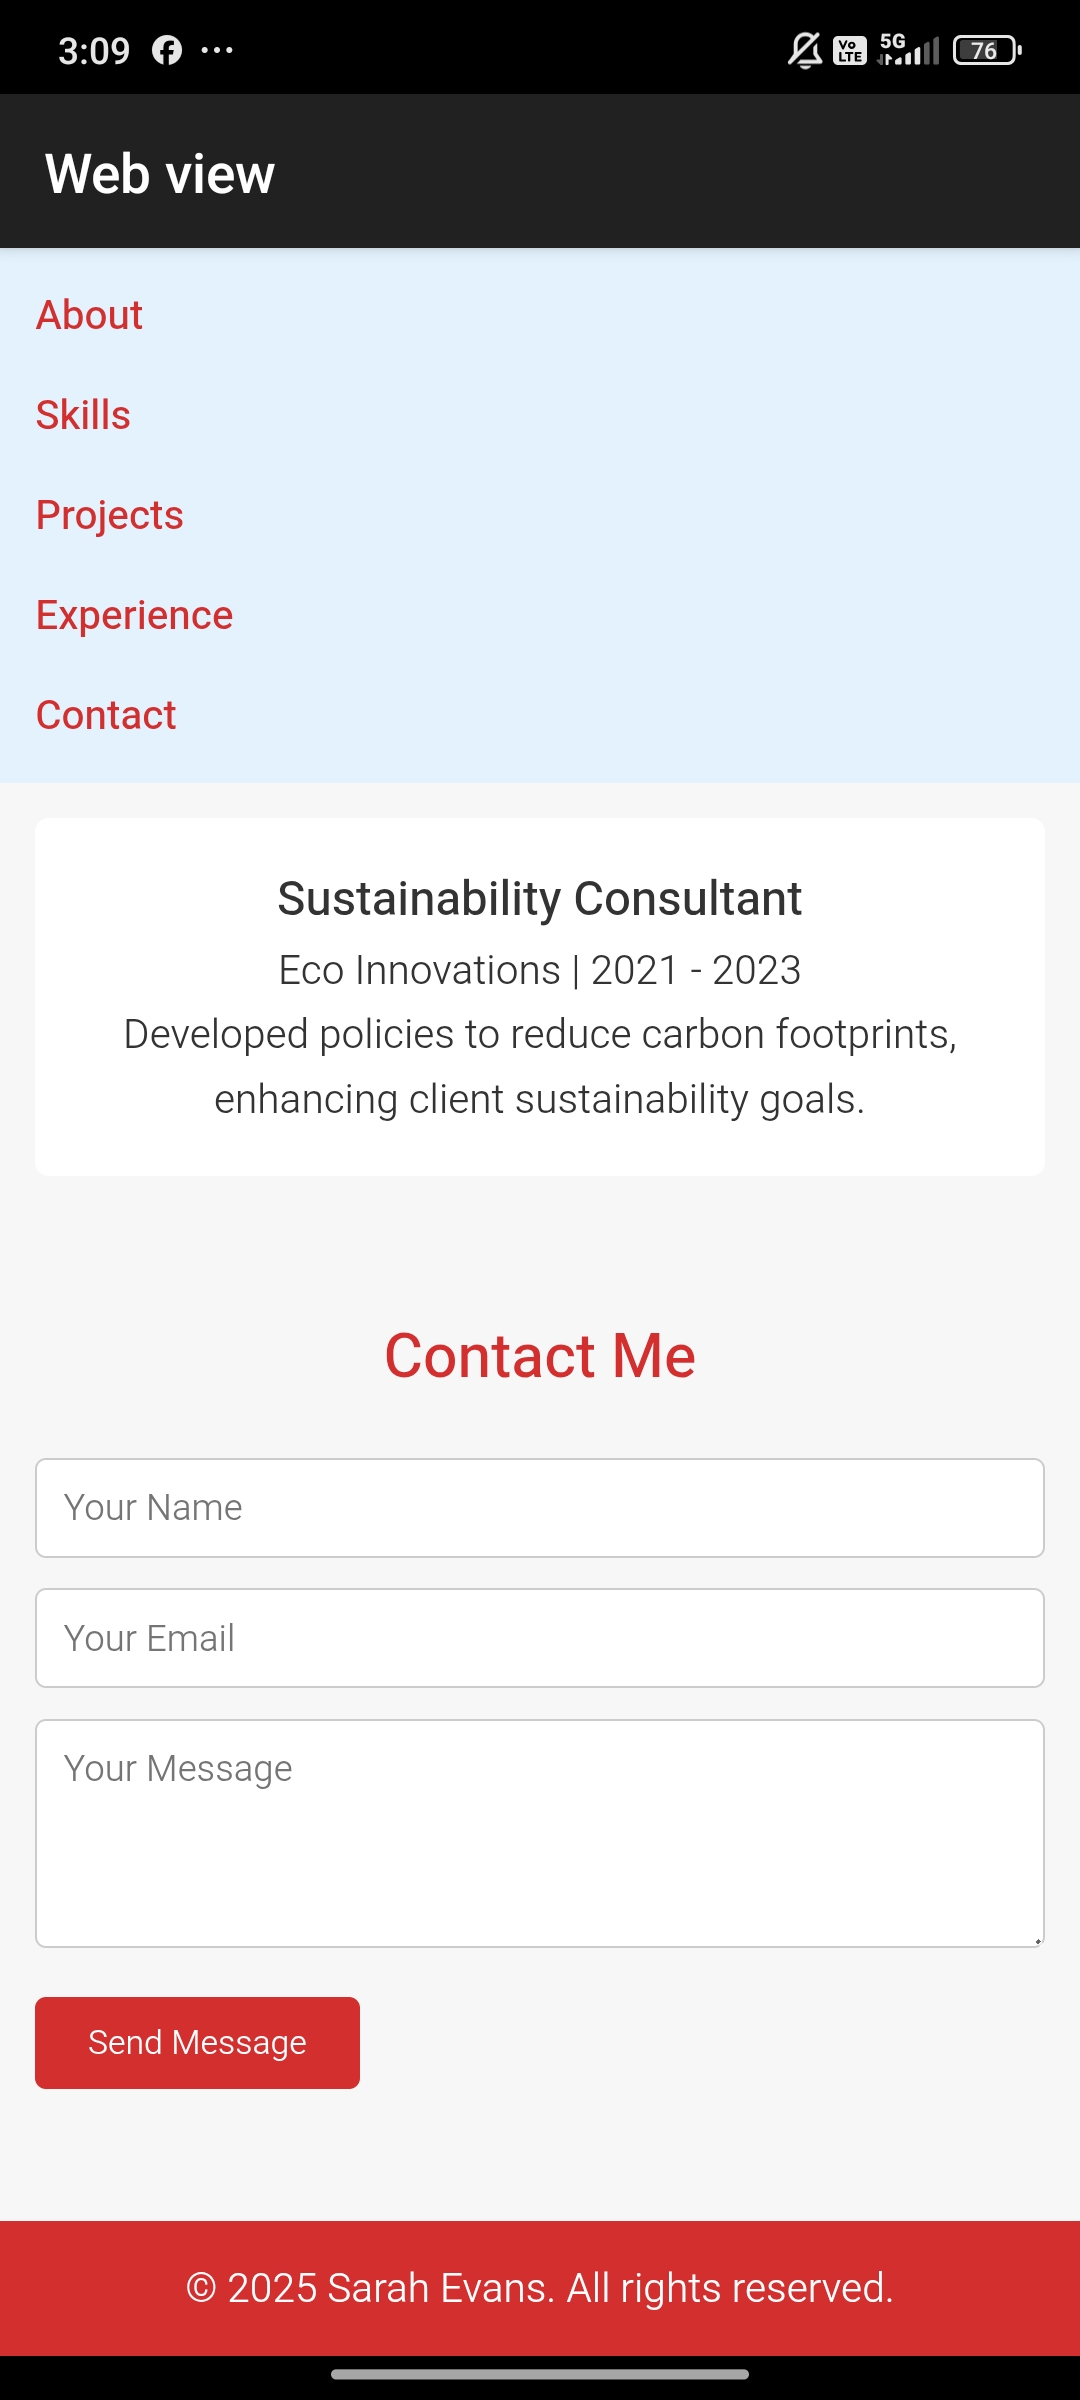 3:09
Vo LTE 5G 76
Web view
About
Skills
Projects
Experience
Contact
Sustainability Consultant
Eco Innovations | 2021 - 2023
Developed policies to reduce carbon footprints,
enhancing client sustainability goals.
Contact Me
Your Name
Your Email
Your Message
Send Message
© 2025 Sarah Evans. All rights reserved.